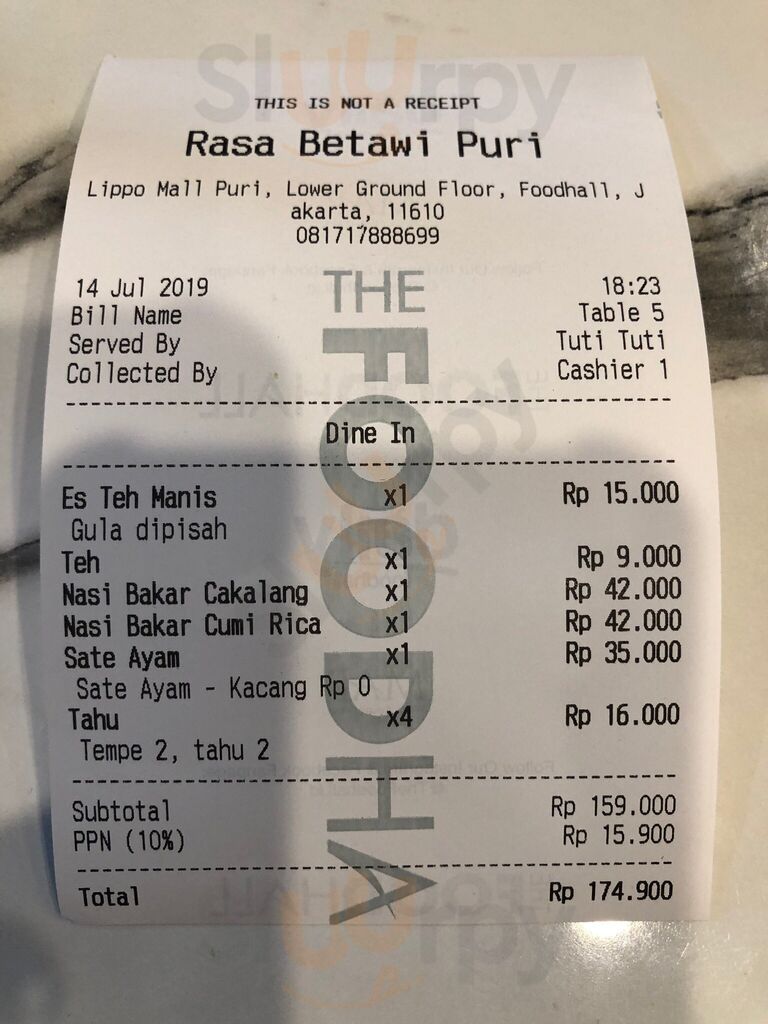 Slurpy
THIS IS NOT A RECEIPT
Rasa Betawi Puri
Lippo Mall Puri, Lower Ground Floor, Foodhall, J
akarta, 11610
081717888699
14 Jul 2019 18:23
Bill Name Table 5
Served By Tuti Tuti
Collected By Cashier 1
Dine In
Es Teh Manis x1 Rp 15.000
Gula dipisah
Teh x1 Rp 9.000
Nasi Bakar Cakalang x1 Rp 42.000
Nasi Bakar Cumi Rica x1 Rp 42.000
Sate Ayam x1 Rp 35.000
Sate Ayam - Kacang Rp 0
Tahu x4 Rp 16.000
Tempe 2, tahu 2
Subtotal Rp 159.000
PPN (10%) Rp 15.900
Total Rp 174.900
THE
FOODHA